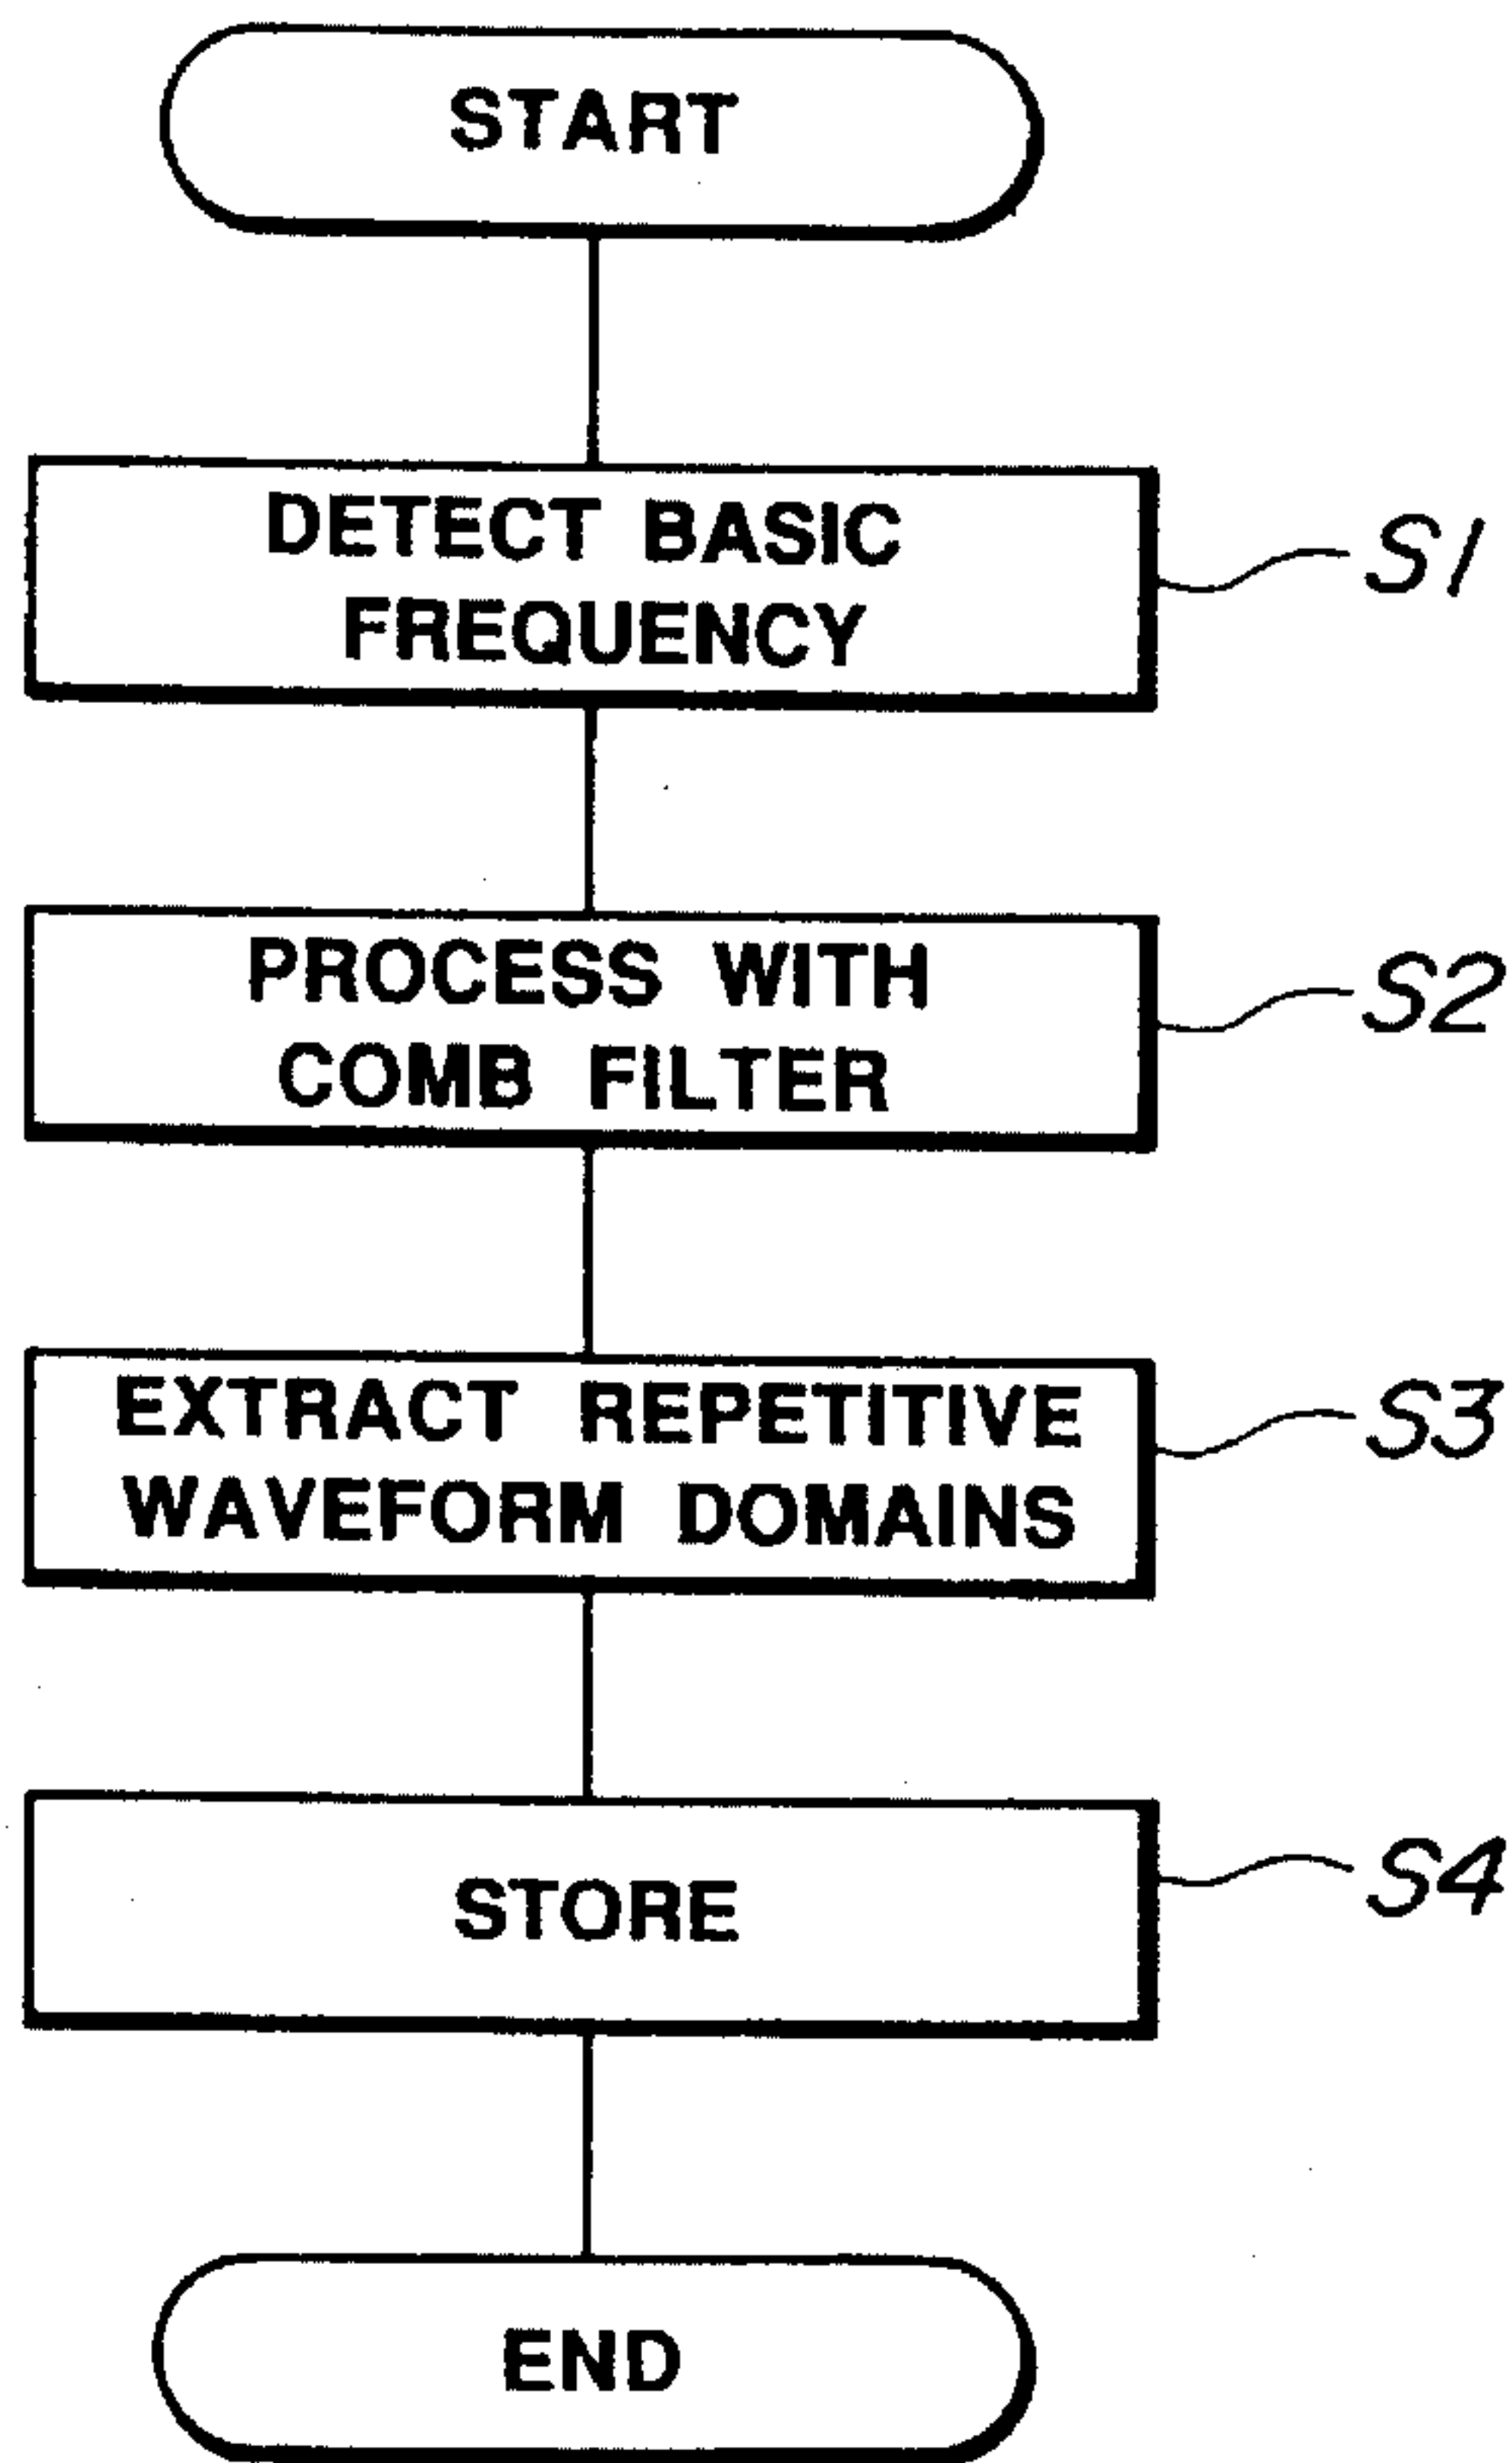 START
DETECT BASIC
FREQUENCY
S1
PROCESS WITH
COMB FILTER
S2
EXTRACT REPETITIVE
WAVEFORM DOMAINS
S3
STORE
S4
END